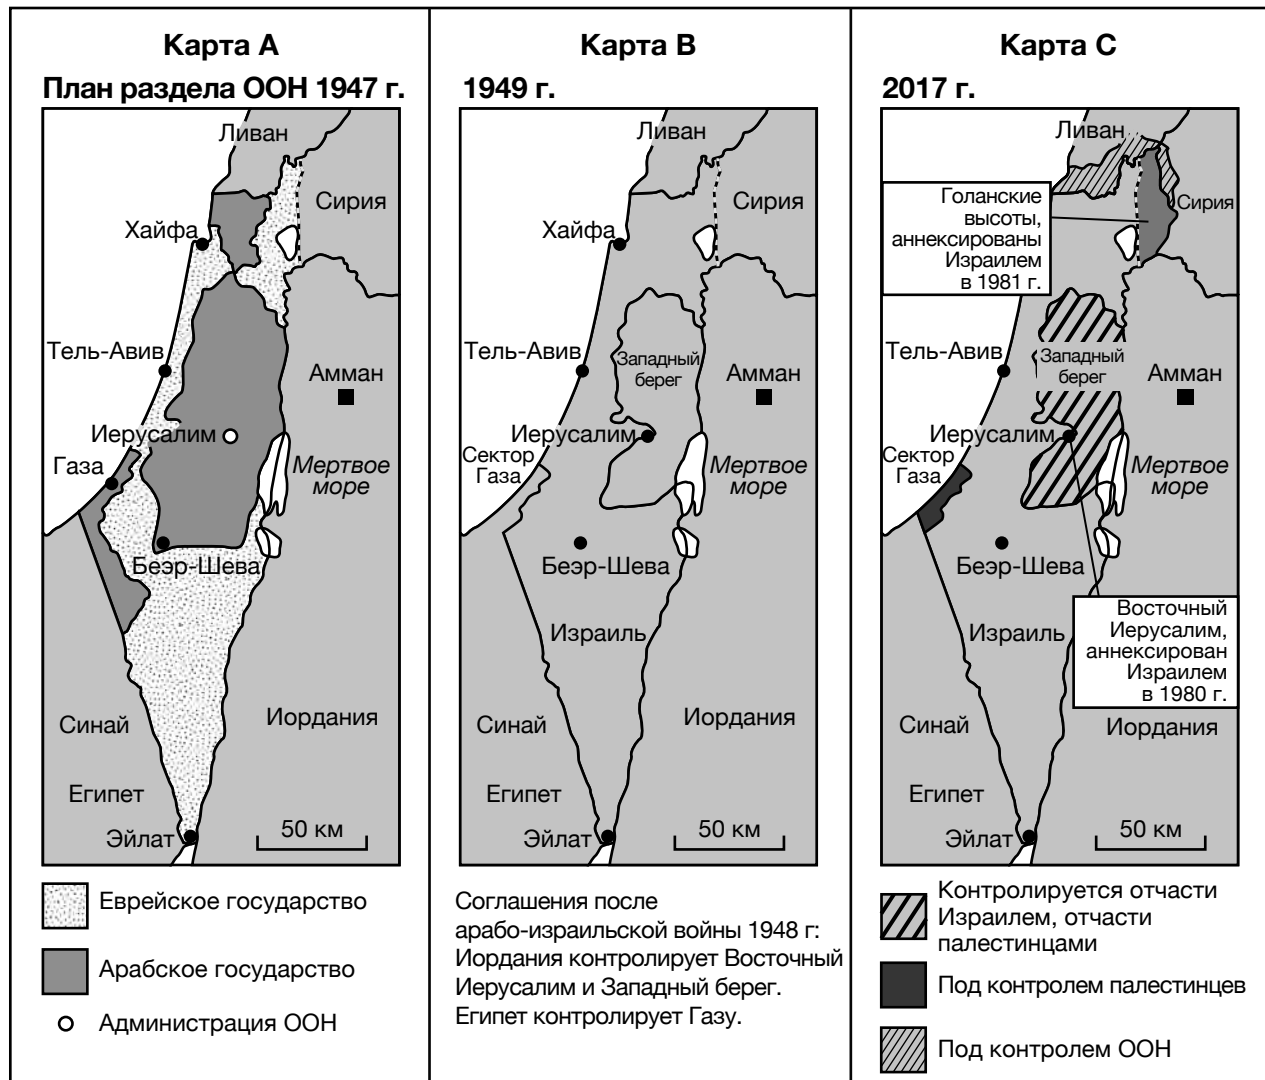 Карта А
План раздела ООН 1947 г.
Ливан
Сирия
Хайфа
Тель-Авив
Амман
Иерусалим
Газа
Мертвое
море
Беэр-Шева
Синай
Иордания
Египет
Эйлат
50 км
Еврейское государство
Арабское государство
Администрация ООН
Карта В
1949 г.
Ливан
Сирия
Хайфа
Тель-Авив
Западный
берег
Амман
Иерусалим
Сектор
Газа
Мертвое
море
Беэр-Шева
Израиль
Синай
Иордания
Египет
Эйлат
50 км
Соглашения после
арабо-израильской войны 1948 г:
Иордания контролирует Восточный
Иерусалим и Западный берег.
Египет контролирует Газу.
Карта С
2017 г.
Ливан
Голанские
высоты,
аннексированы
Израилем
в 1981 г.
Сирия
Тель-Авив
Западный
берег
Амман
Иерусалим
Сектор
Газа
Мертвое
море
Беэр-Шева
Израиль
Восточный
Иерусалим,
аннексирован
Израилем
в 1980 г.
Синай
Иордания
Египет
Эйлат
50 км
Контролируется отчасти
Израилем, отчасти
палестинцами
Под контролем палестинцев
Под контролем ООН